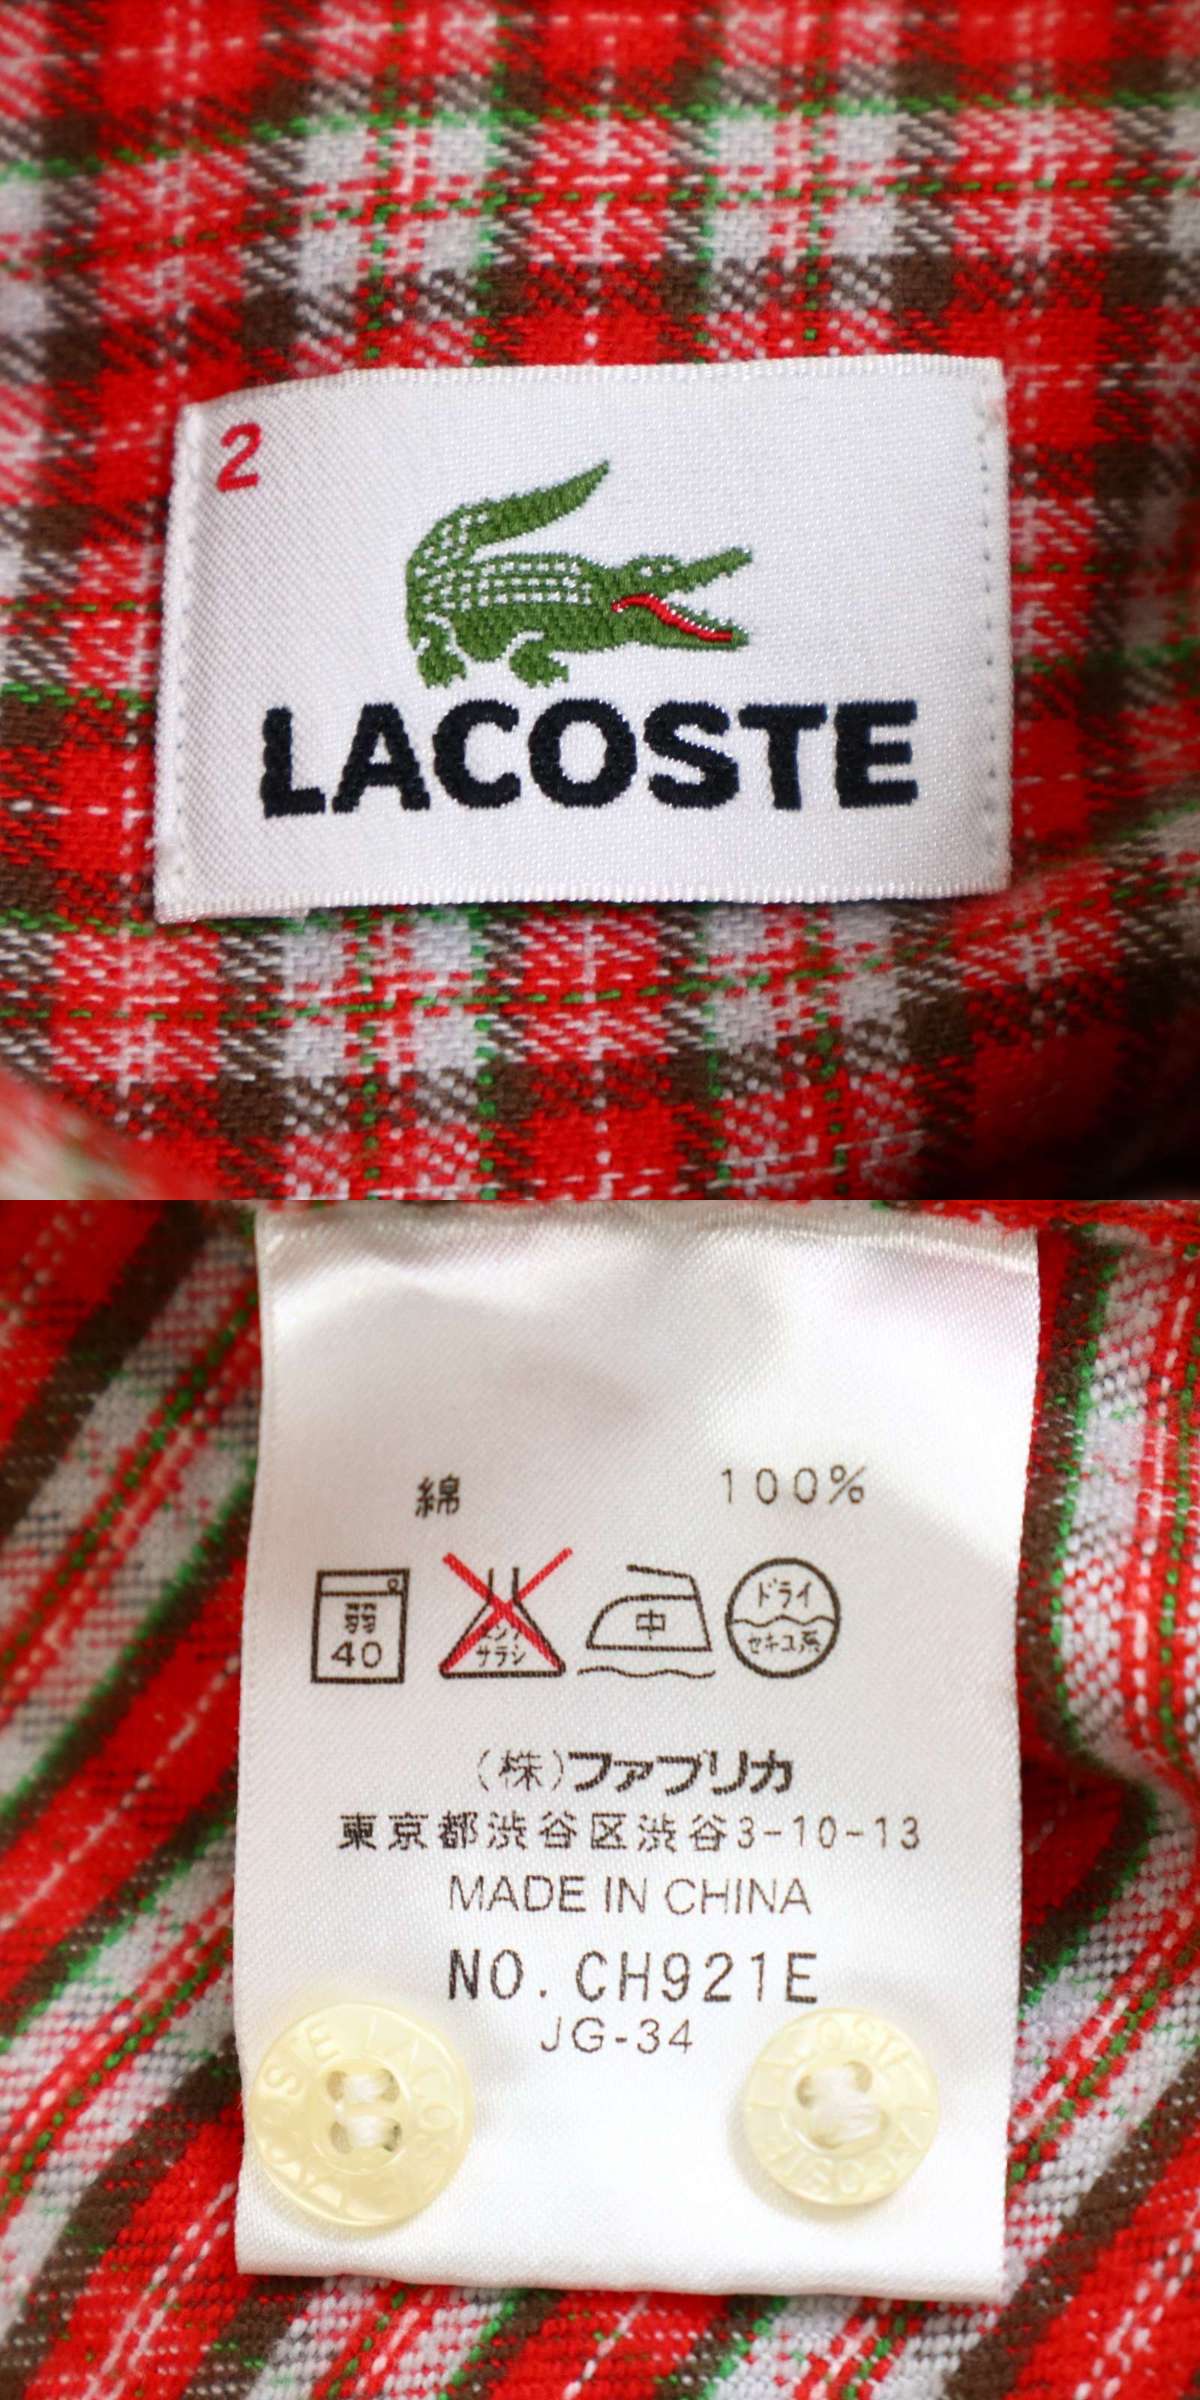 2
LACOSTE
綿 100%
弱
40
エンソ
サラシ
中
ドライ
セキユ系
(株)ファブリカ
東京都渋谷区渋谷3-10-13
MADE IN CHINA
NO. CH921E
JG-34
LACOSTE
LACOSTE